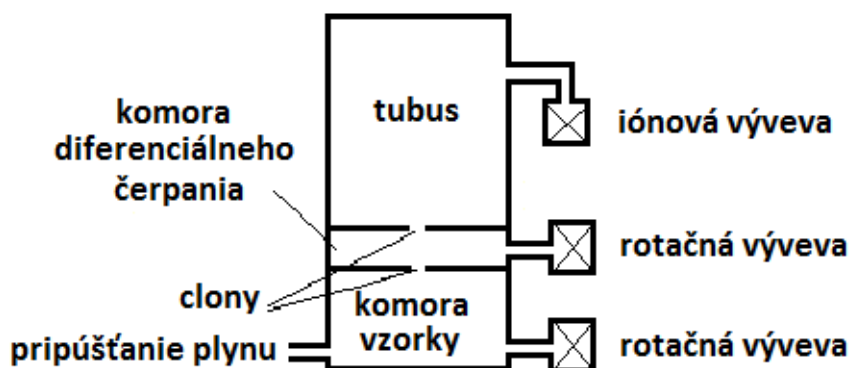 komora
diferenciálneho
čerpania
tubus
iónová výveva
rotačná výveva
clony
komora
vzorky
pripúšťanie plynu
rotačná výveva